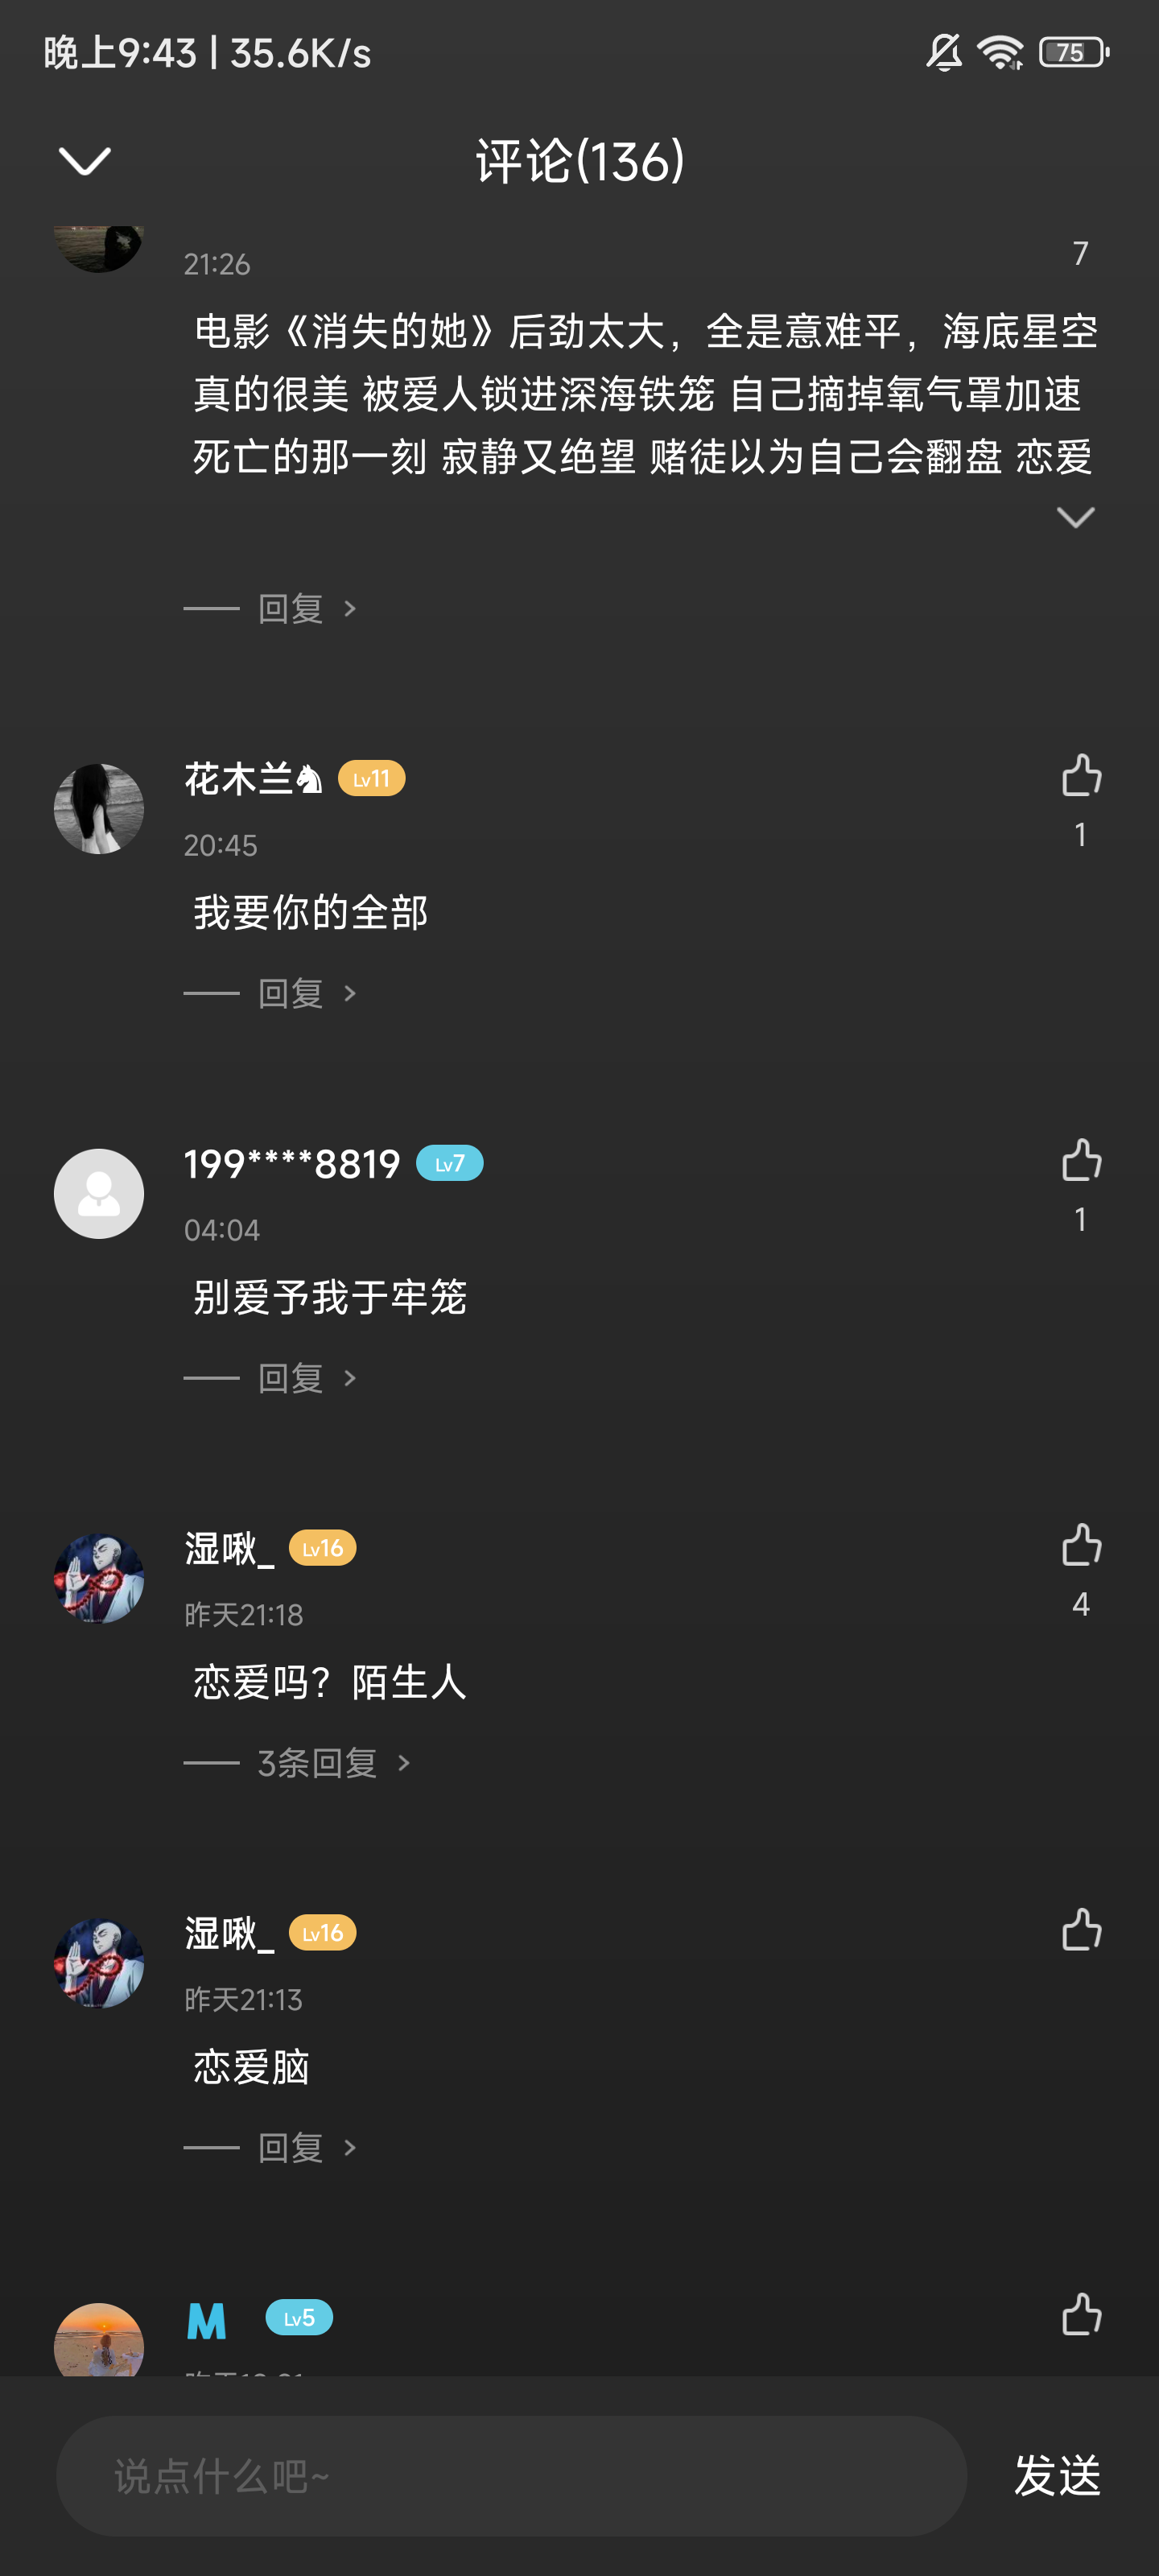 晚上9:43 | 35.6K/s
75
评论(136)
21:26
7
电影《消失的她》后劲太大，全是意难平，海底星空
真的很美 被爱人锁进深海铁笼 自己摘掉氧气罩加速
死亡的那一刻 寂静又绝望 赌徒以为自己会翻盘 恋爱
回复
花木兰♞ Lv11
20:45
1
我要你的全部
回复
199****8819 Lv7
04:04
1
别爱予我于牢笼
回复
湿啾_ Lv16
昨天21:18
4
恋爱吗？陌生人
3条回复
湿啾_ Lv16
昨天21:13
恋爱脑
回复
M Lv5
说点什么吧~
发送